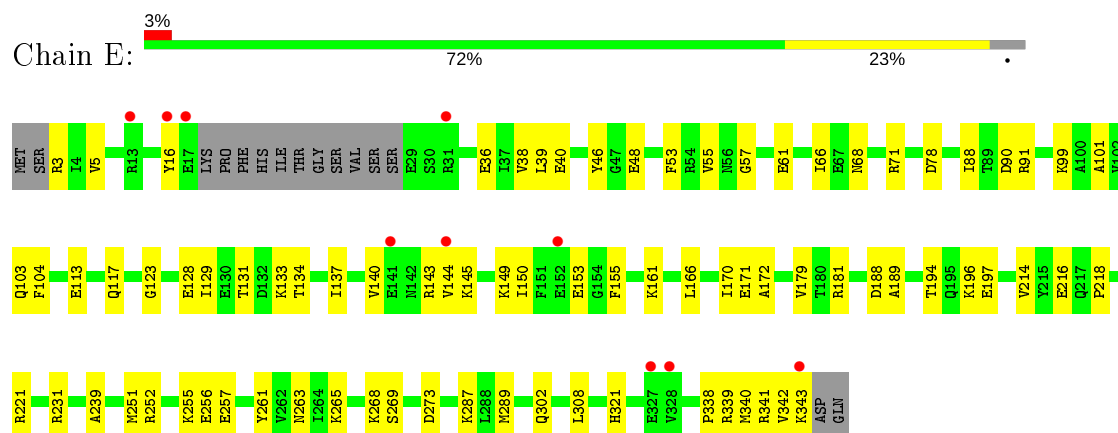 3%
Chain E:
72% 23% •
MET SER R3 I4 V5 R13 Y16 E17 LYS PRO PHE HIS ILE THR GLY SER VAL SER SER E29 S30 R31 E36 I37 V38 L39 E40 Y46 G47 E48 F53 R54 V55 N56 G57 E61 I66 E67 N68 R71 D78 I88 T89 D90 R91 K99 A100 A101 V102
Q103 F104 E113 Q117 G123 E128 I129 E130 T131 D132 K133 T134 I137 V140 E141 N142 R143 V144 K145 K149 I150 F151 E152 E153 G154 F155 K161 L166 I170 E171 A172 V179 T180 R181 D188 A189 T194 Q195 K196 E197 V214 Y215 E216 Q217 P218
R221 R231 A239 M251 R252 K255 E256 E257 Y261 V262 N263 I264 K265 K268 S269 D273 K287 L288 M289 Q302 L308 H321 E327 V328 P338 R339 M340 R341 V342 K343 ASP GLN